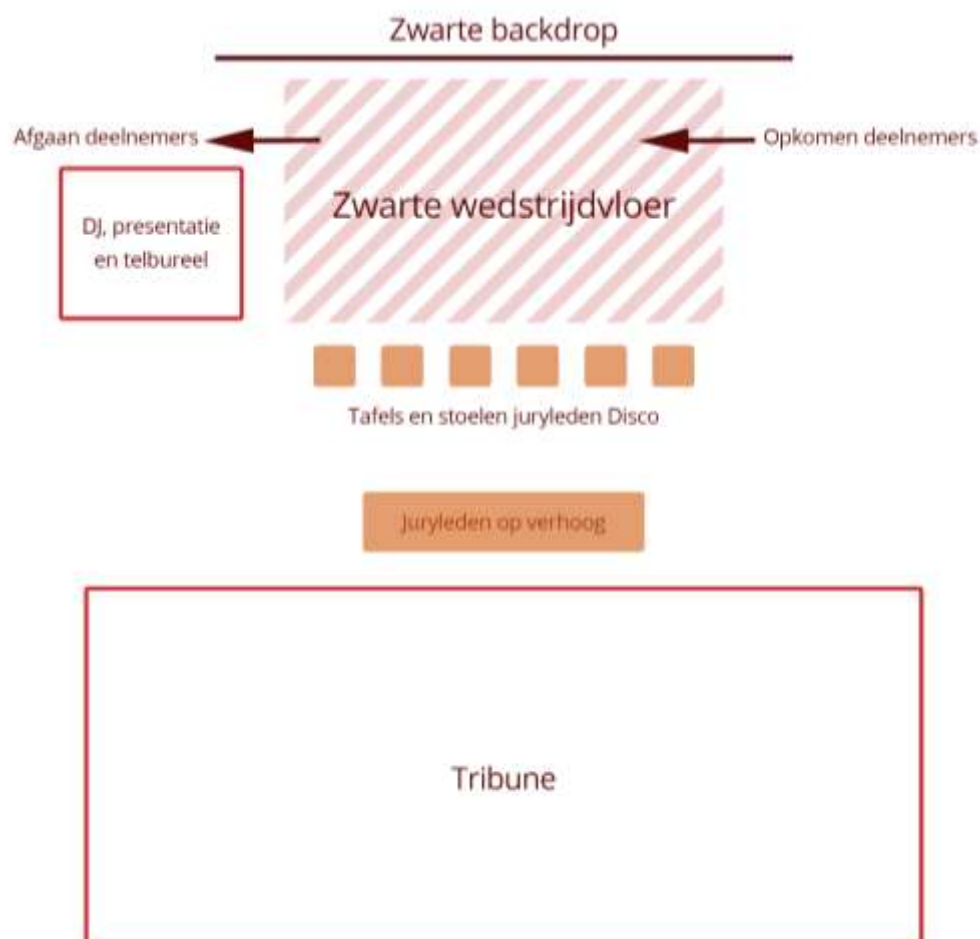 Zwarte backdrop
Afgaan deelnemers
Opkomen deelnemers
Zwarte wedstrijdvloer
DJ, presentatie
en telbureel
Tafels en stoelen juryleden Disco
Juryleden op verhoog
Tribune